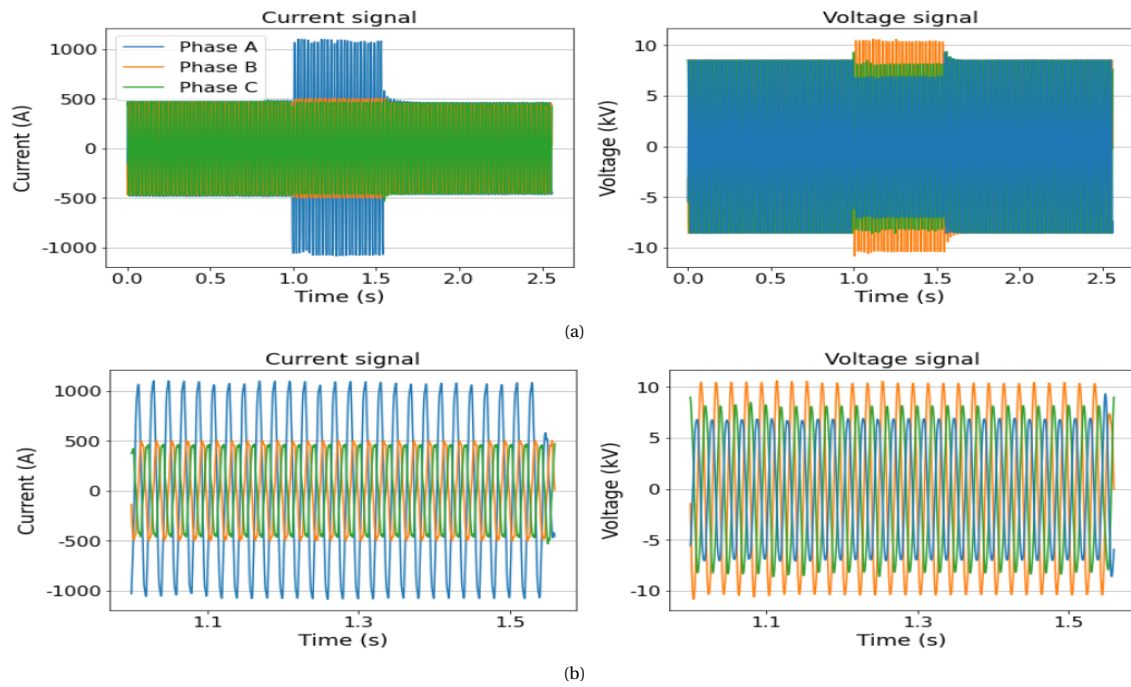 Current signal
Current (A)
1000
500
0
-500
-1000
Phase A
Phase B
Phase C
0.0 0.5 1.0 1.5 2.0 2.5
Time (s)
Voltage signal
Voltage (kV)
10
5
0
-5
-10
0.0 0.5 1.0 1.5 2.0 2.5
Time (s)
(a)
Current signal
Current (A)
1000
500
0
-500
-1000
1.1 1.3 1.5
Time (s)
Voltage signal
Voltage (kV)
10
5
0
-5
-10
1.1 1.3 1.5
Time (s)
(b)